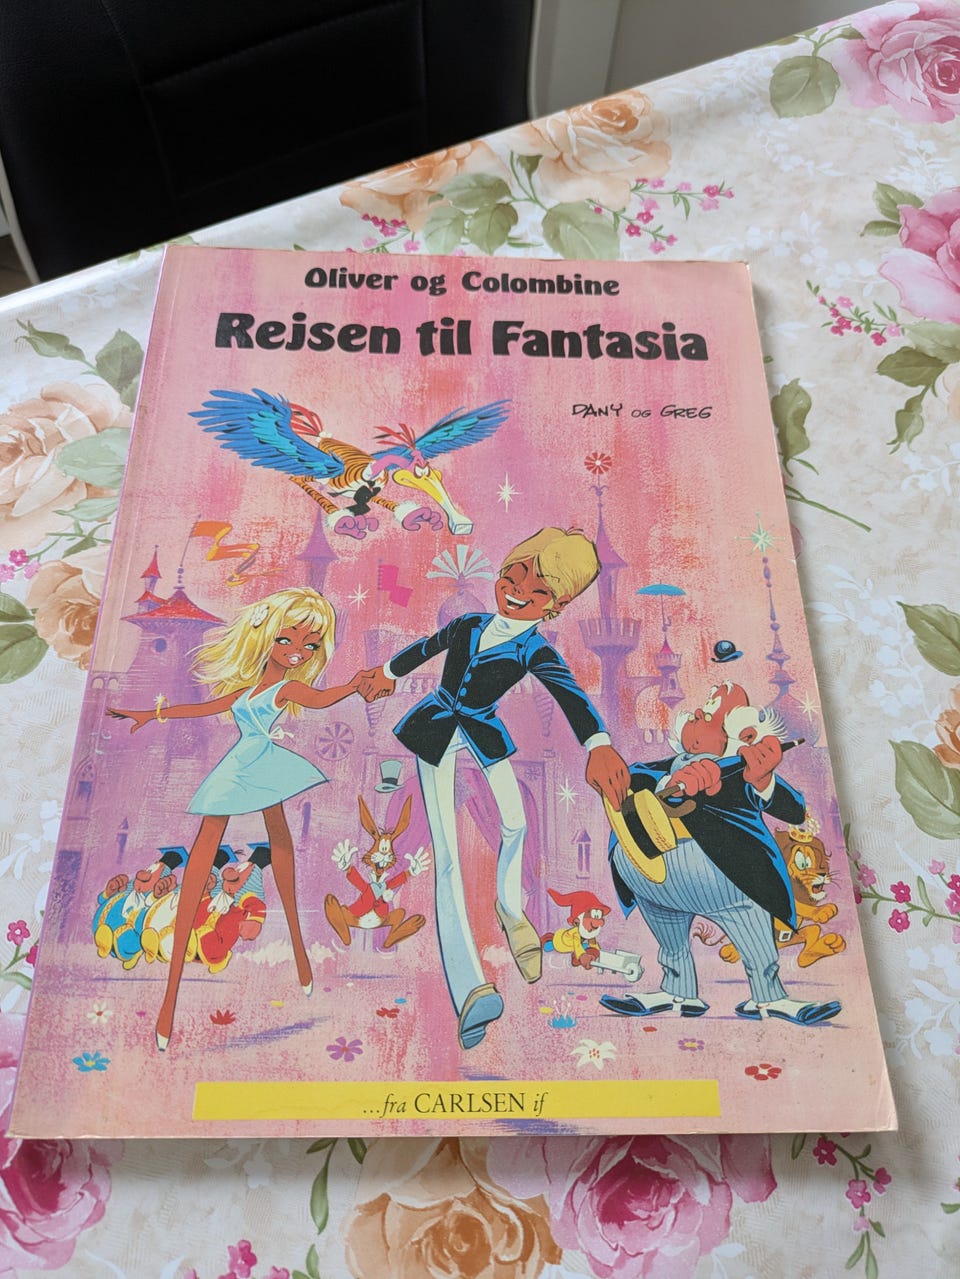 Oliver og Colombine
Rejsen til Fantasia
DANY OG GREG
...fra CARLSEN if